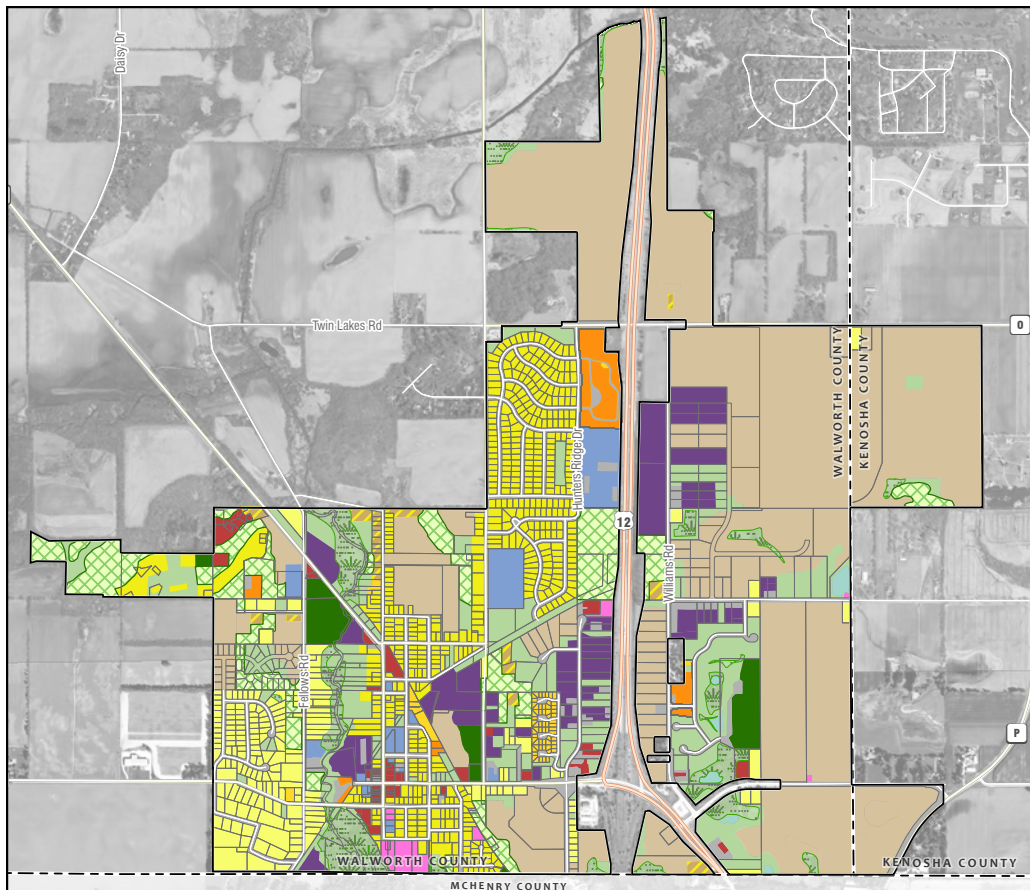 Daisy Dr
Twin Lakes Rd
O
WALWORTH COUNTY
KENOSHA COUNTY
Hunters Ridge Dr
12
Williams Rd
Fellows Rd
P
WALWORTH COUNTY
KENOSHA COUNTY
MCHENRY COUNTY